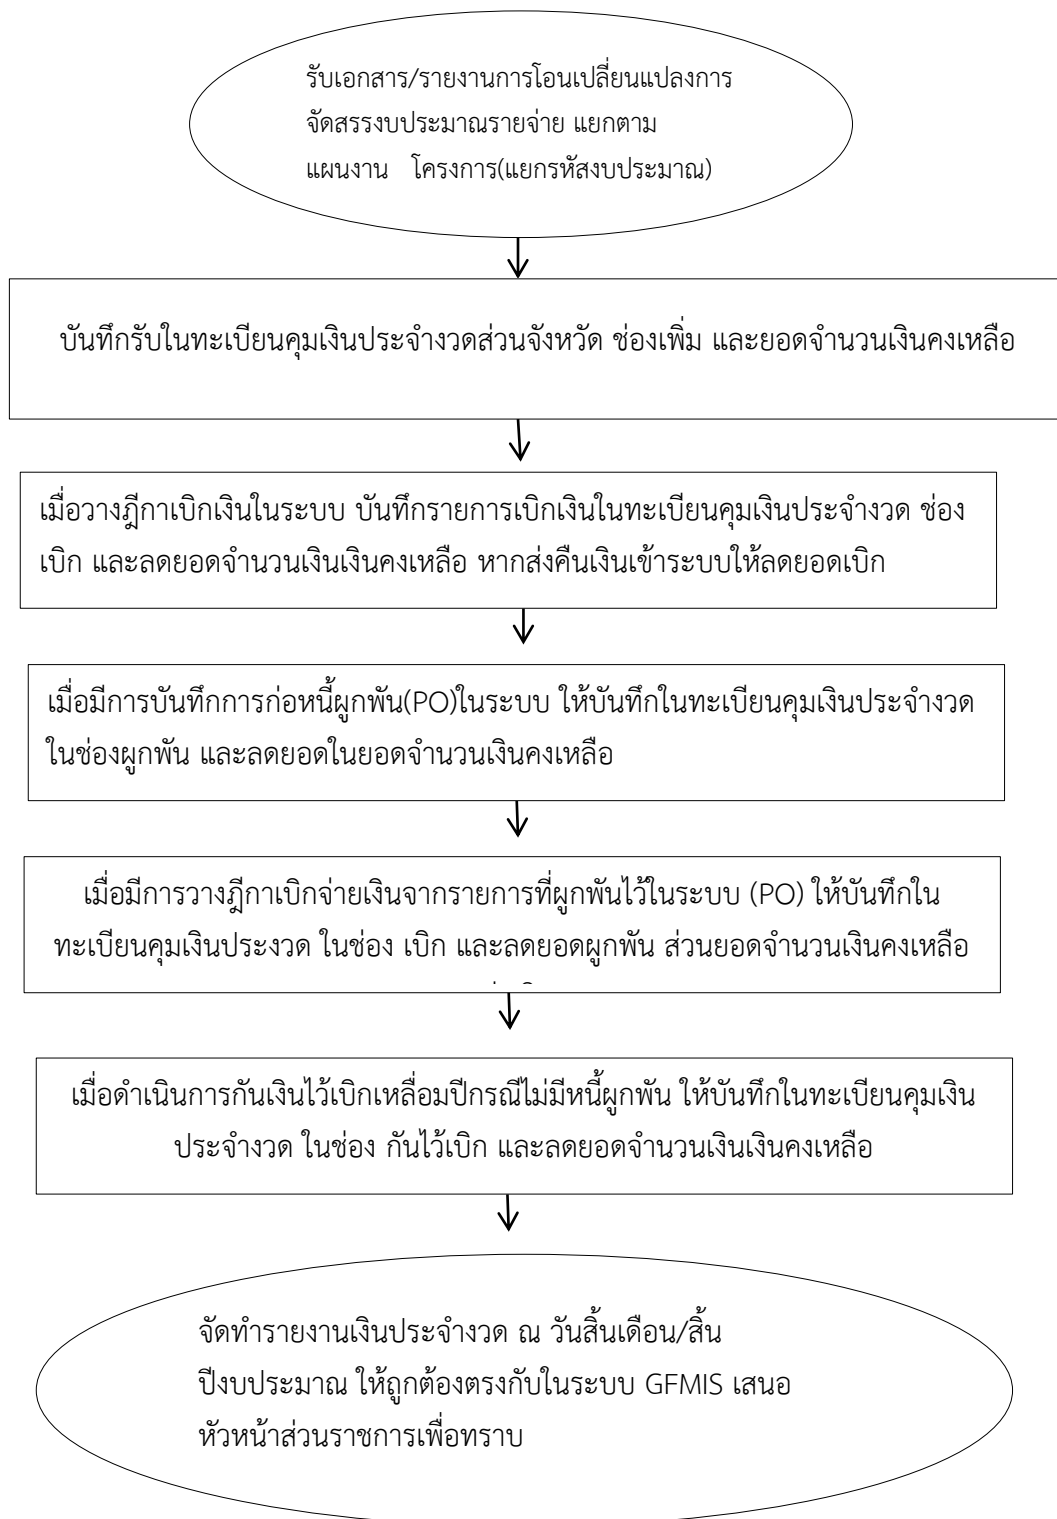 รับเอกสาร/รายงานการโอนเปลี่ยนแปลงการ
จัดสรรงบประมาณรายจ่าย แยกตาม
แผนงาน โครงการ(แยกรหัสงบประมาณ)
บันทึกรับในทะเบียนคุมเงินประจำงวดส่วนจังหวัด ช่องเพิ่ม และยอดจำนวนเงินคงเหลือ
เมื่อวางฎีกาเบิกเงินในระบบ บันทึกรายการเบิกเงินในทะเบียนคุมเงินประจำงวด ช่อง
เบิก และลดยอดจำนวนเงินเงินคงเหลือ หากส่งคืนเงินเข้าระบบให้ลดยอดเบิก
เมื่อมีการบันทึกการก่อหนี้ผูกพัน(PO)ในระบบ ให้บันทึกในทะเบียนคุมเงินประจำงวด
ในช่องผูกพัน และลดยอดในยอดจำนวนเงินคงเหลือ
เมื่อมีการวางฎีกาเบิกจ่ายเงินจากรายการที่ผูกพันไว้ในระบบ (PO) ให้บันทึกใน
ทะเบียนคุมเงินประงวด ในช่อง เบิก และลดยอดผูกพัน ส่วนยอดจำนวนเงินคงเหลือ
เมื่อดำเนินการกันเงินไว้เบิกเหลื่อมปีกรณีไม่มีหนี้ผูกพัน ให้บันทึกในทะเบียนคุมเงิน
ประจำงวด ในช่อง กันไว้เบิก และลดยอดจำนวนเงินเงินคงเหลือ
จัดทำรายงานเงินประจำงวด ณ วันสิ้นเดือน/สิ้น
ปีงบประมาณ ให้ถูกต้องตรงกับในระบบ GFMIS เสนอ
หัวหน้าส่วนราชการเพื่อทราบ